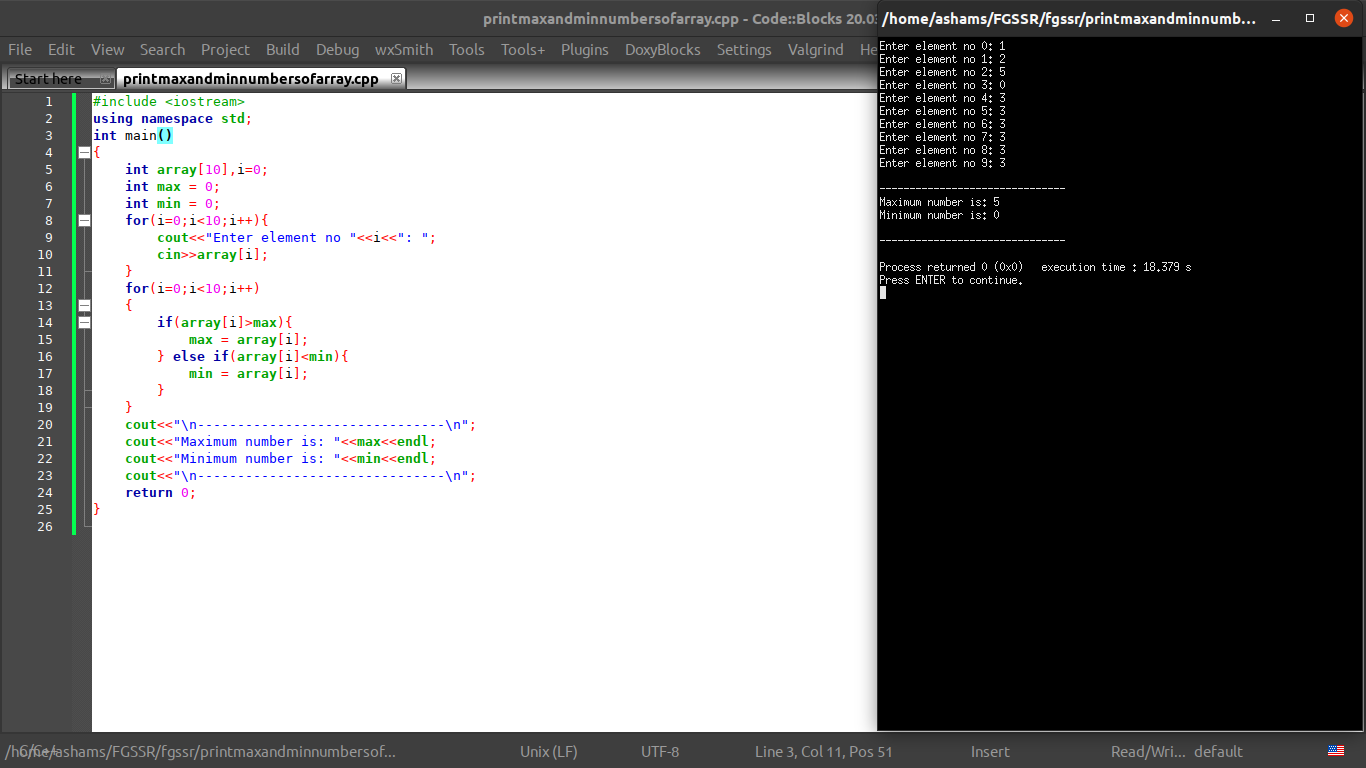 printmaxandminnumbersofarray.cpp - Code::Blocks 20.03
File Edit View Search Project Build Debug wxSmith Tools Tools+ Plugins DoxyBlocks Settings Valgrind He
Start here printmaxandminnumbersofarray.cpp
1 #include <iostream>
2 using namespace std;
3 int main()
4 {
5     int array[10],i=0;
6     int max = 0;
7     int min = 0;
8     for(i=0;i<10;i++){
9         cout<<"Enter element no "<<i<<": ";
10         cin>>array[i];
11     }
12     for(i=0;i<10;i++)
13     {
14         if(array[i]>max){
15             max = array[i];
16         } else if(array[i]<min){
17             min = array[i];
18         }
19     }
20     cout<<"\n-------------------------------\n";
21     cout<<"Maximum number is: "<<max<<endl;
22     cout<<"Minimum number is: "<<min<<endl;
23     cout<<"\n-------------------------------\n";
24     return 0;
25 }
26
/home/ashams/FGSSR/fgssr/printmaxandminnumb...
Enter element no 0: 1
Enter element no 1: 2
Enter element no 2: 5
Enter element no 3: 0
Enter element no 4: 3
Enter element no 5: 3
Enter element no 6: 3
Enter element no 7: 3
Enter element no 8: 3
Enter element no 9: 3
-------------------------------
Maximum number is: 5
Minimum number is: 0
-------------------------------
Process returned 0 (0x0)   execution time : 18.379 s
Press ENTER to continue.
/home/ashams/FGSSR/fgssr/printmaxandminnumbersof... C/C++ Unix (LF) UTF-8 Line 3, Col 11, Pos 51 Insert Read/Wri... default